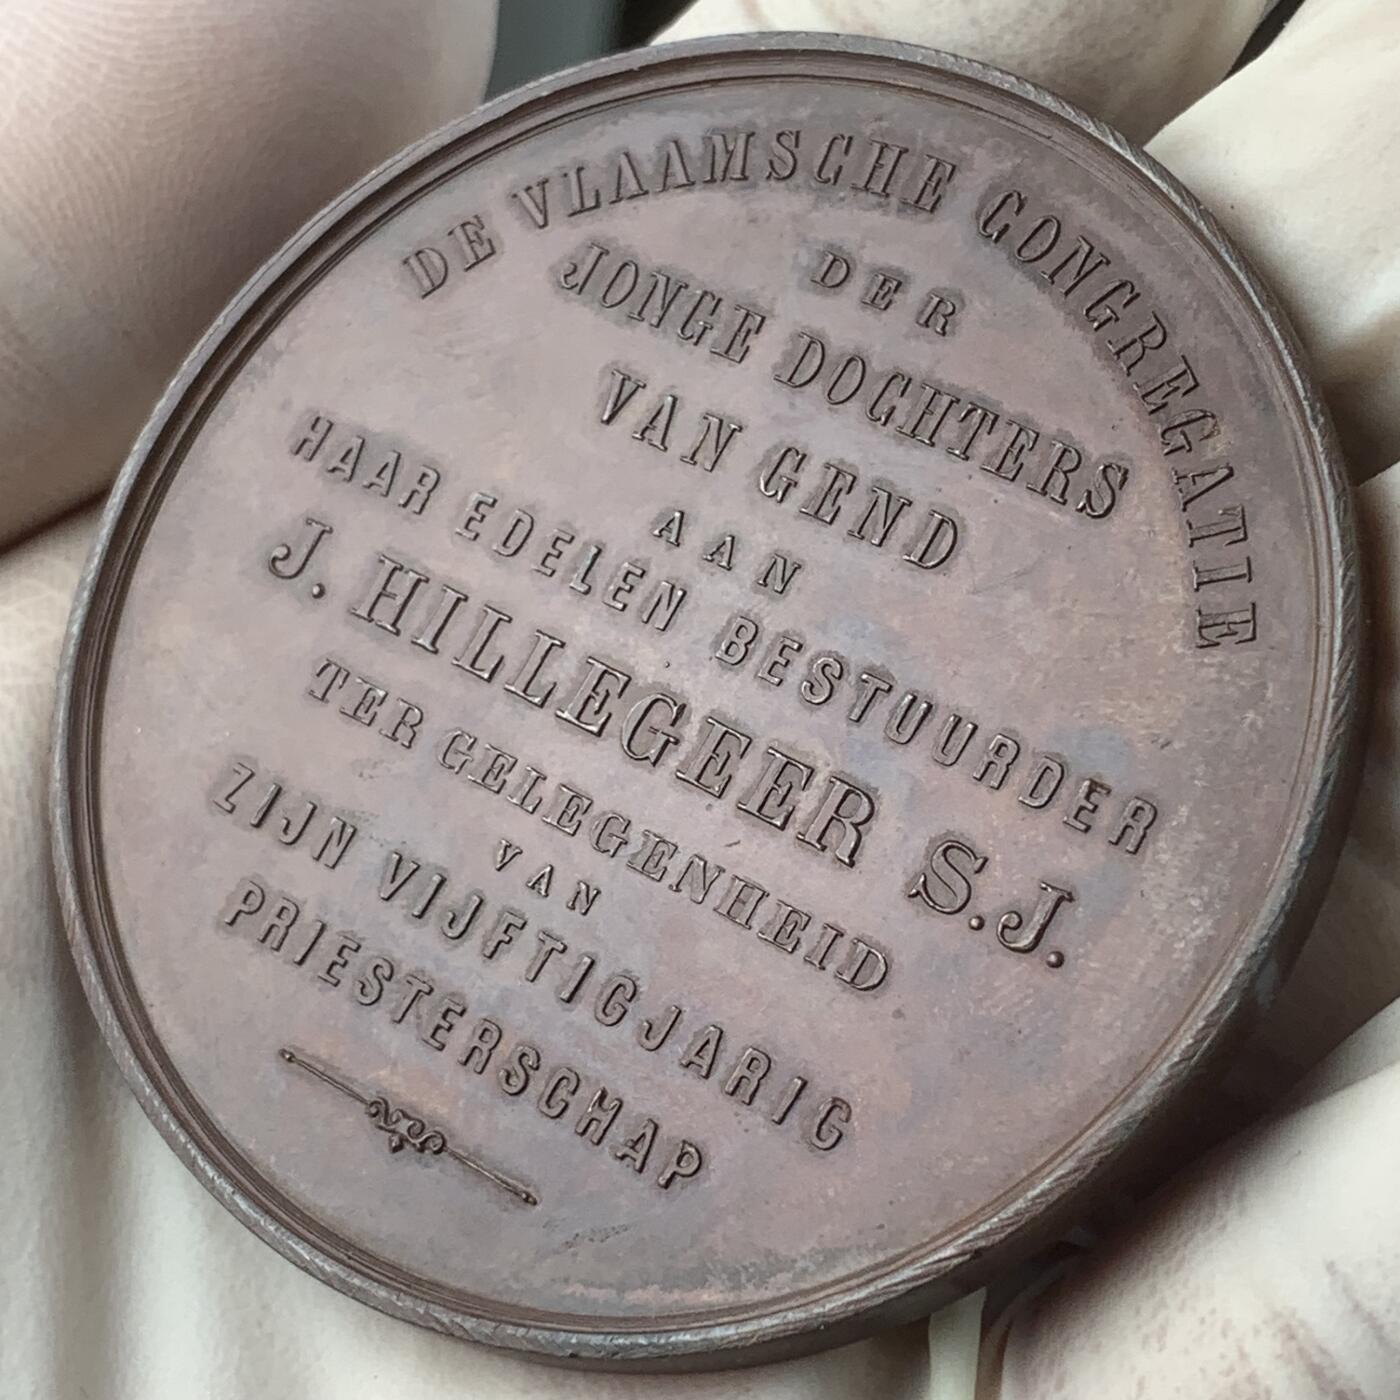 DE VLAAMSCHE CONGREGATIE
DER
JONGE DOCHTERS
VAN GEND
AAN
HAAR EDELEN BESTUURDER
J. HILLEGEER S.J.
TER GELEGENHEID
VAN
ZIJN VIJFTIGJARIG
PRIESTERSCHAP